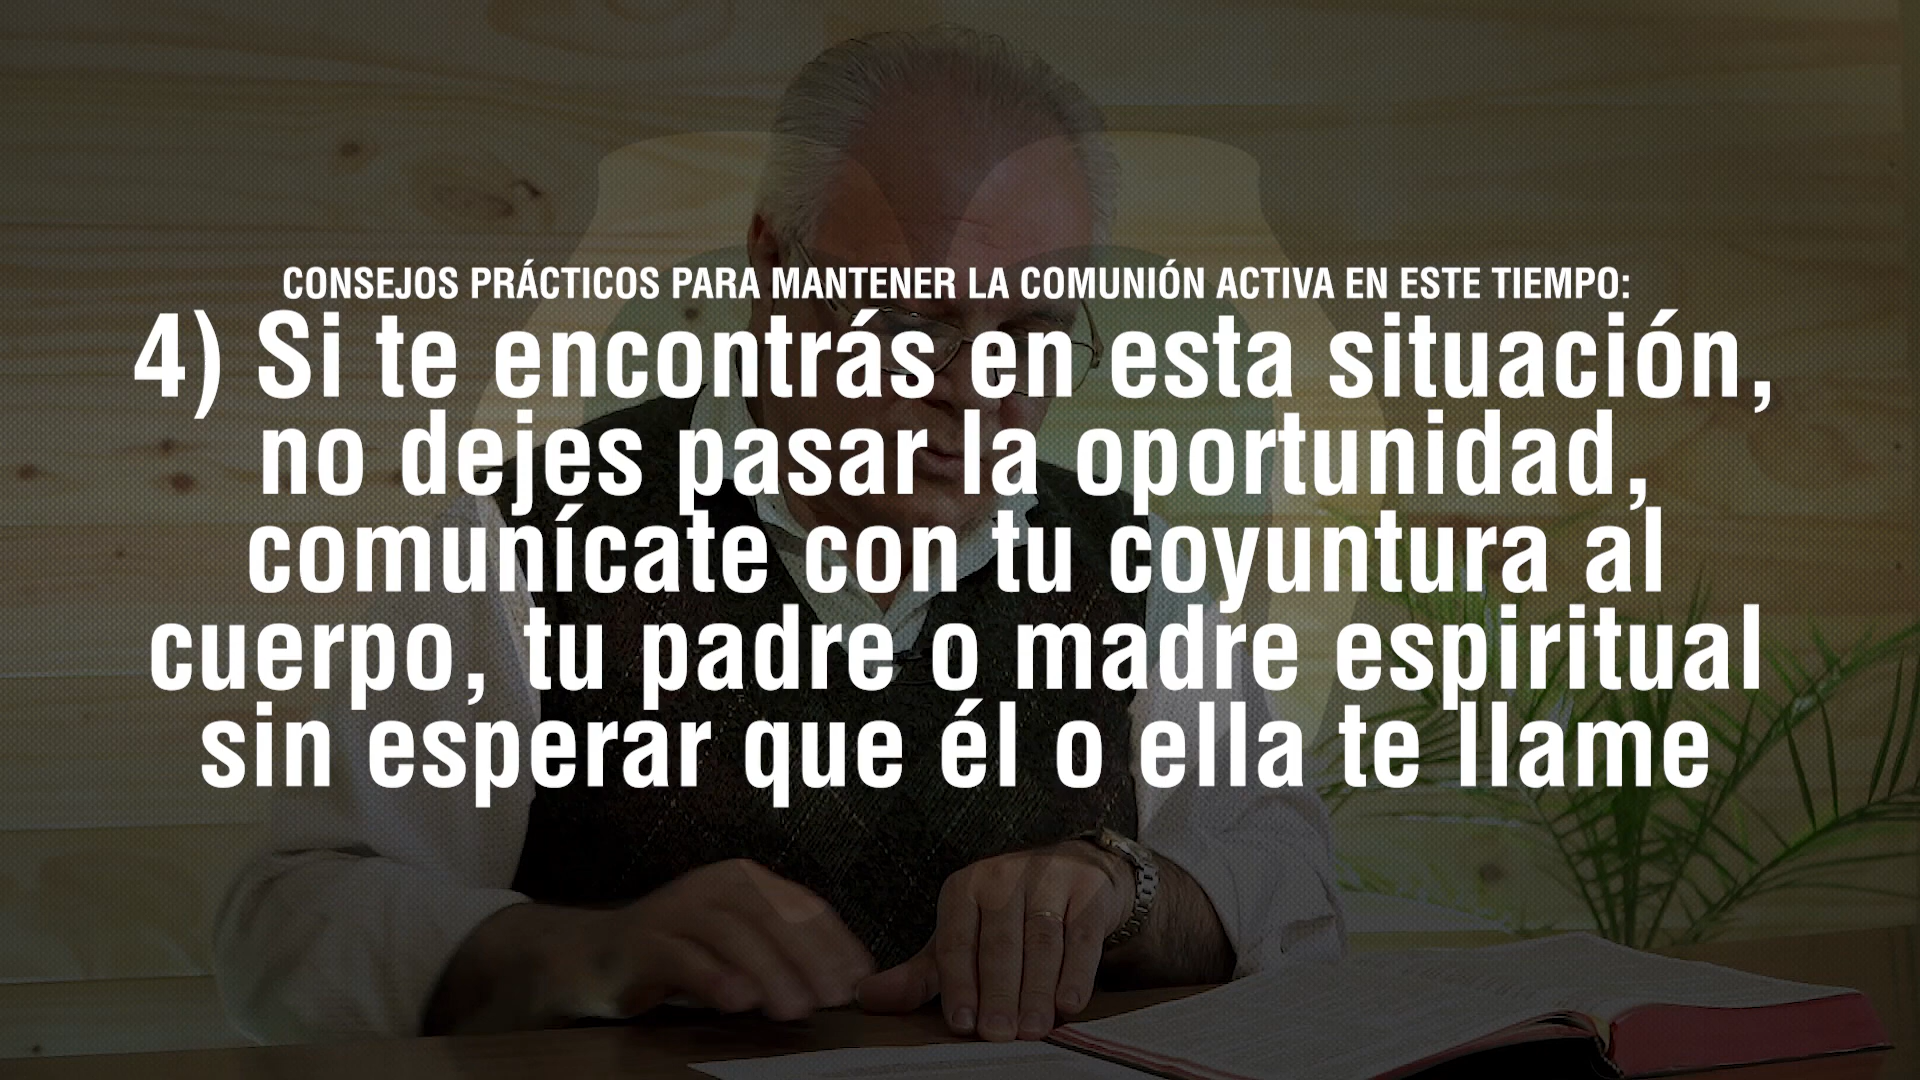 CONSEJOS PRÁCTICOS PARA MANTENER LA COMUNIÓN ACTIVA EN ESTE TIEMPO:
4) Si te encontrás en esta situación,
no dejes pasar la oportunidad,
comunícate con tu coyuntura al
cuerpo, tu padre o madre espiritual
sin esperar que él o ella te llame